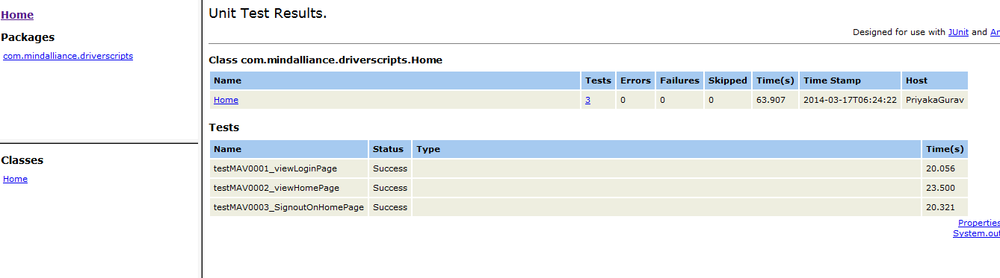 Home
Packages
com.mindalliance.driverscripts
Classes
Home
Unit Test Results.
Designed for use with JUnit and
Class com.mindalliance.driverscripts.Home
Name Tests Errors Failures Skipped Time(s) Time Stamp Host
Home 3 0 0 0 63.907 2014-03-17T06:24:22 PriyakaGurav
Tests
Name Status Type Time(s)
testMAV0001_viewLoginPage Success 20.056
testMAV0002_viewHomePage Success 23.500
testMAV0003_SignoutOnHomePage Success 20.321
Properties
System.out